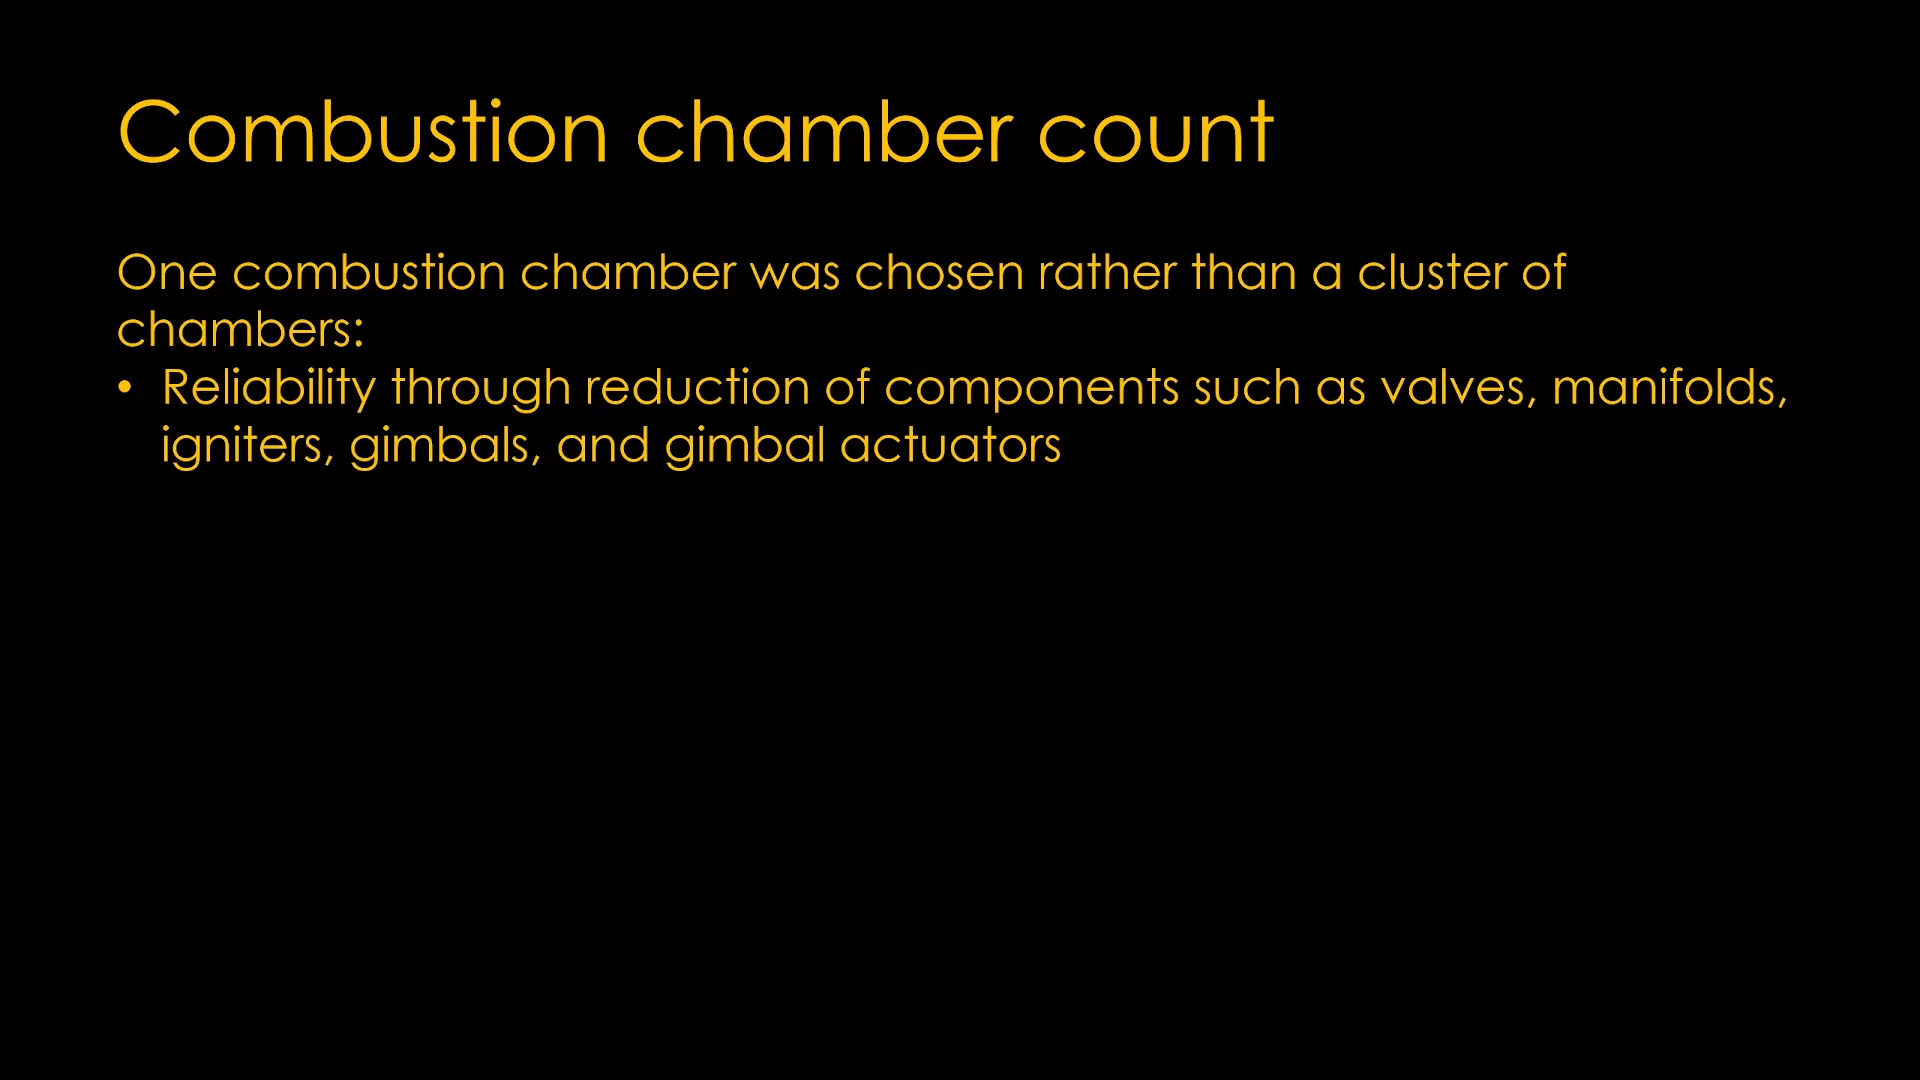 Combustion chamber count
One combustion chamber was chosen rather than a cluster of
chambers:
• Reliability through reduction of components such as valves, manifolds,
igniters, gimbals, and gimbal actuators